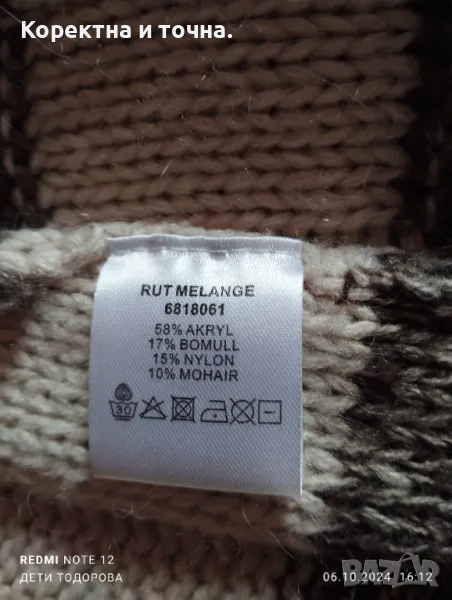 Коректна и точна.
RUT MELANGE
6818061
58% AKRYL
17% BOMULL
15% NYLON
10% MOHAIR
30
REDMI NOTE 12
ДЕТИ ТОДОРОВА
06.10.2024 16:12
BAZAR